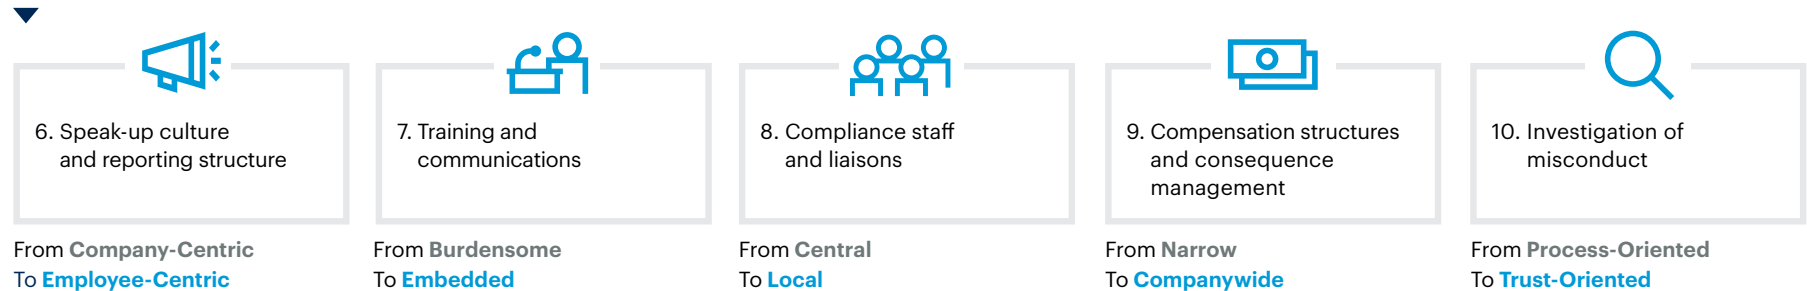 6. Speak-up culture
and reporting structure
From Company-Centric
To Employee-Centric
7. Training and
communications
From Burdensome
To Embedded
8. Compliance staff
and liaisons
From Central
To Local
9. Compensation structures
and consequence
management
From Narrow
To Companywide
10. Investigation of
misconduct
From Process-Oriented
To Trust-Oriented